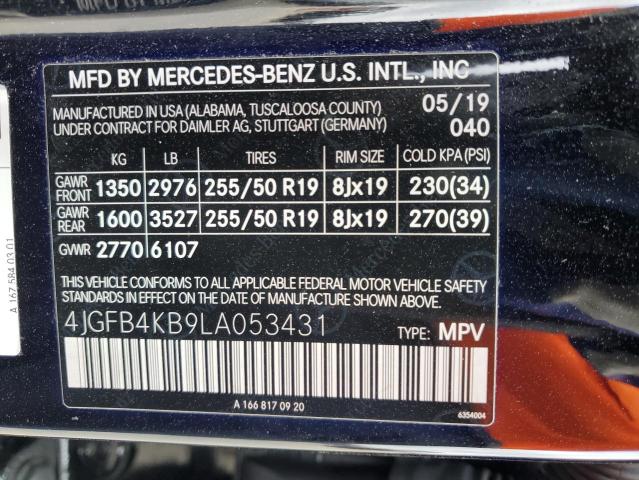 MFD BY MERCEDES-BENZ U.S. INTL., INC
MANUFACTURED IN USA (ALABAMA, TUSCALOOSA COUNTY) 05/19
UNDER CONTRACT FOR DAIMLER AG, STUTTGART (GERMANY) 040
KG LB TIRES RIM SIZE COLD KPA (PSI)
GAWR FRONT 1350 2976 255/50 R19 8Jx19 230(34)
GAWR REAR 1600 3527 255/50 R19 8Jx19 270(39)
GVWR 2770 6107
THIS VEHICLE CONFORMS TO ALL APPLICABLE FEDERAL MOTOR VEHICLE SAFETY
AND THEFT PREVENTION STANDARDS IN EFFECT ON THE DATE OF
MANUFACTURE SHOWN ABOVE.
4JGFB4KB9LA053431 TYPE: MPV
A 166 817 09 20
6354004
A 167 584 03 01